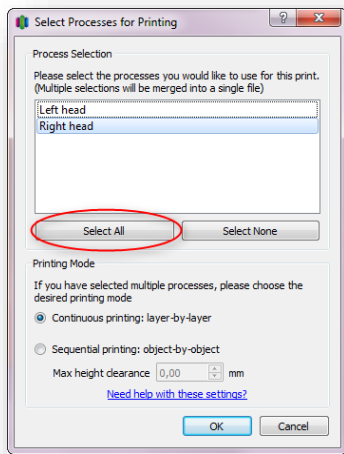 Select Processes for Printing
Process Selection
Please select the processes you would like to use for this print.
(Multiple selections will be merged into a single file)
Left head
Right head
Select All
Select None
Printing Mode
If you have selected multiple processes, please choose the
desired printing mode
Continuous printing: layer-by-layer
Sequential printing: object-by-object
Max height clearance 0,00 mm
Need help with these settings?
OK
Cancel